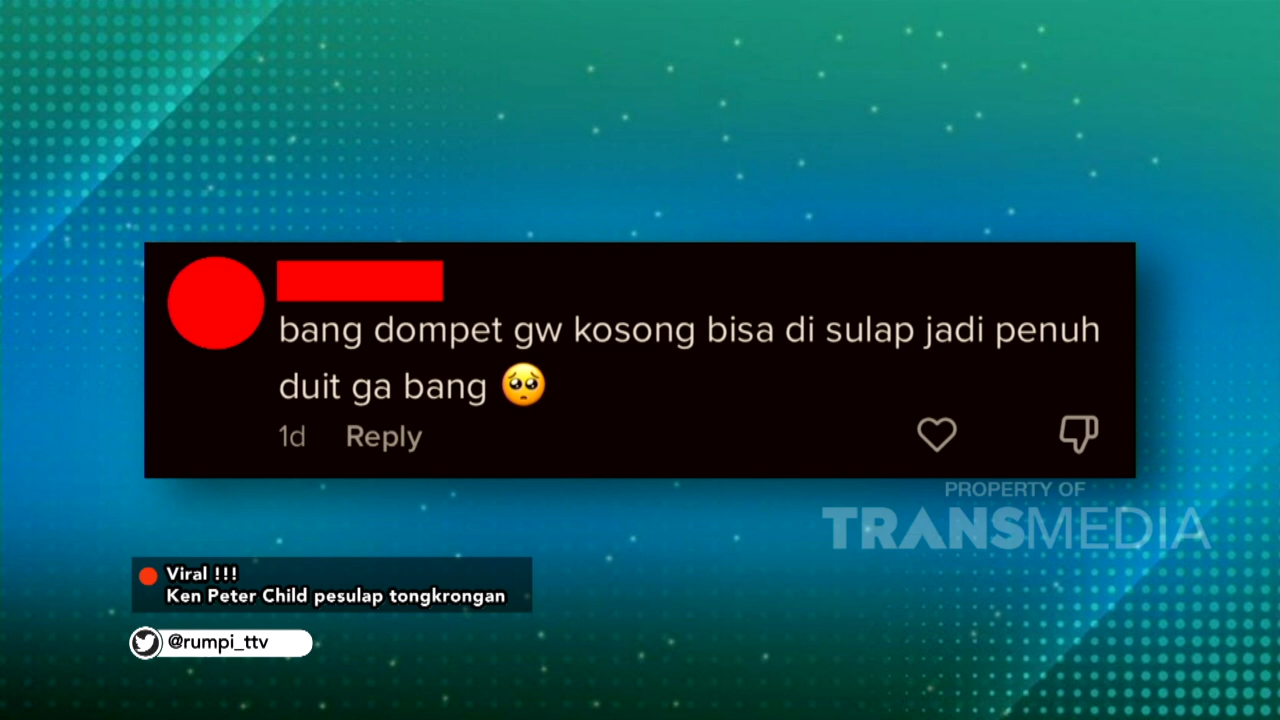 bang dompet gw kosong bisa di sulap jadi penuh
duit ga bang 🥺
1d Reply
PROPERTY OF
TRANSMEDIA
Viral !!!
Ken Peter Child pesulap tongkrongan
@rumpi_ttv